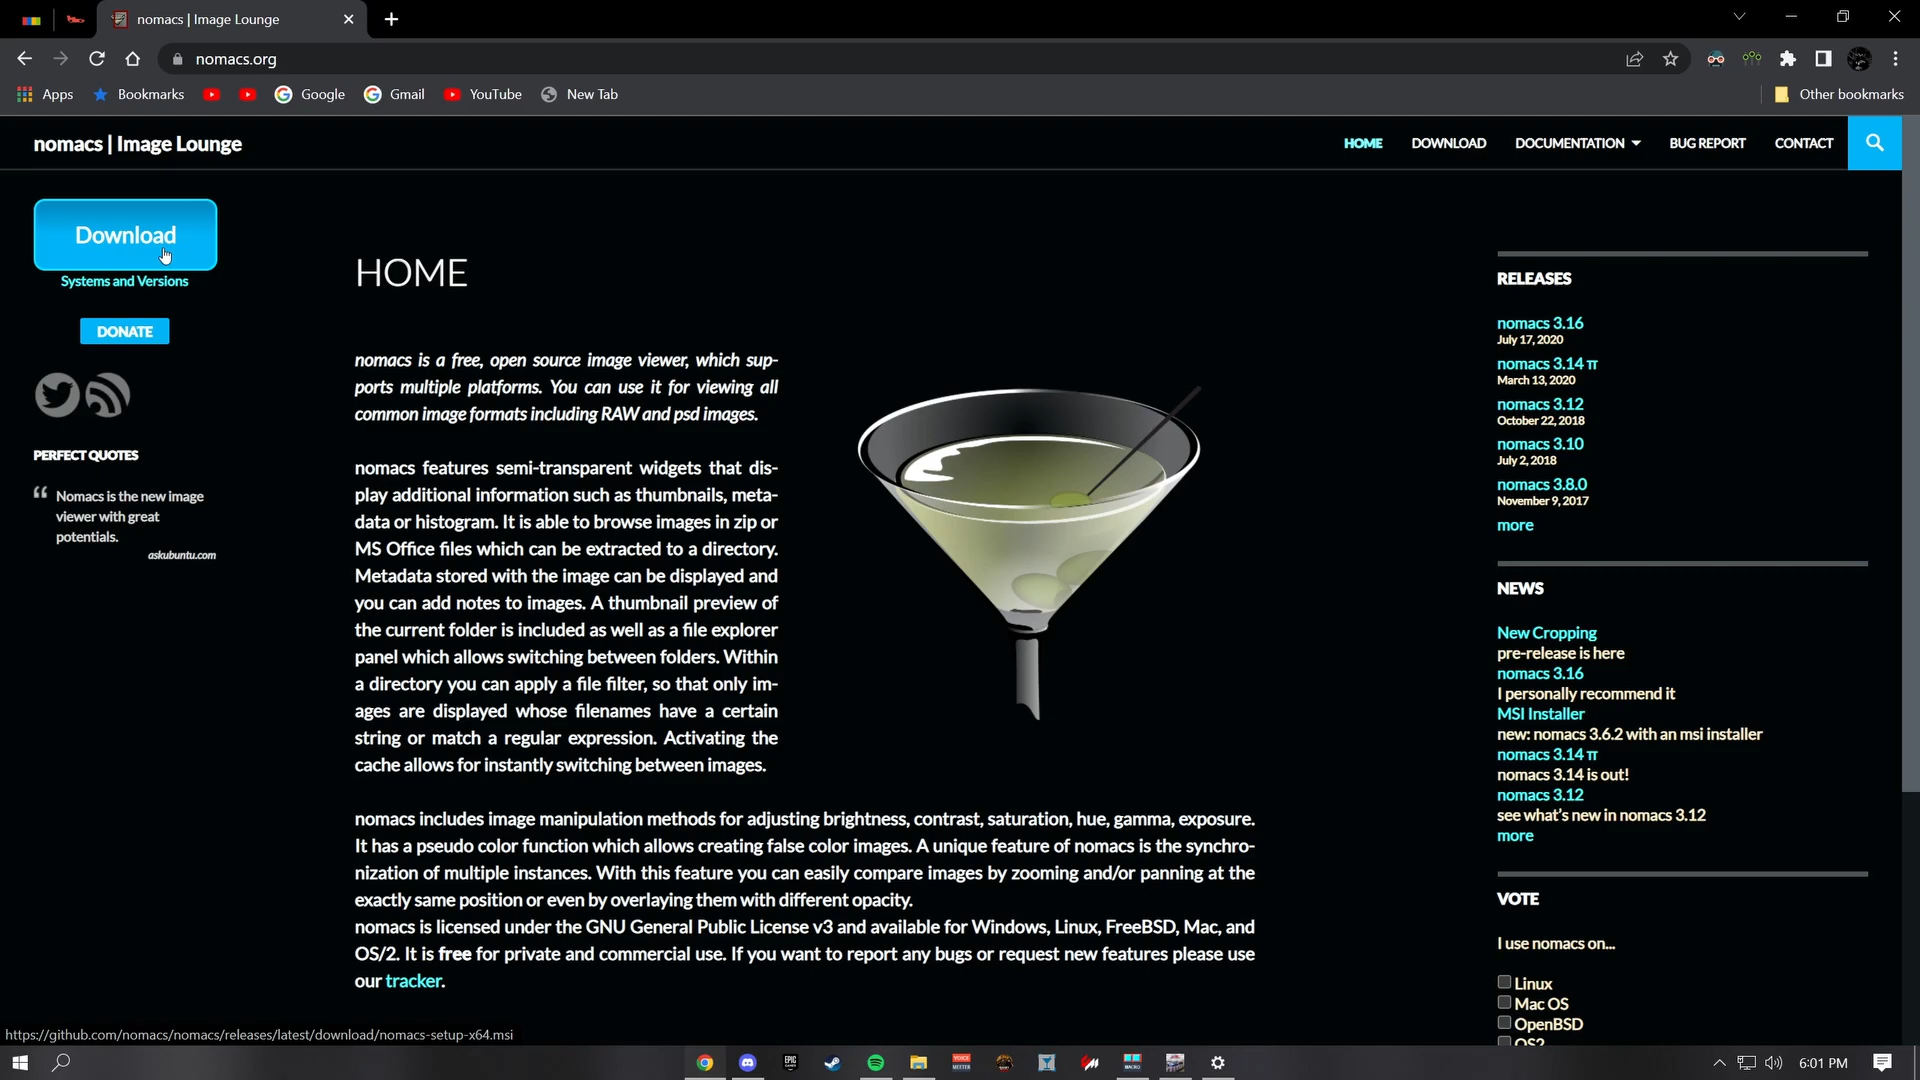 nomacs | Image Lounge
nomacs.org
Apps
Bookmarks
Google
Gmail
YouTube
New Tab
Other bookmarks
nomacs | Image Lounge
HOME
DOWNLOAD
DOCUMENTATION
BUG REPORT
CONTACT
Download
Systems and Versions
DONATE
PERFECT QUOTES
“ Nomacs is the new image
viewer with great
potentials.
askubuntu.com
HOME
nomacs is a free, open source image viewer, which sup-
ports multiple platforms. You can use it for viewing all
common image formats including RAW and psd images.
nomacs features semi-transparent widgets that dis-
play additional information such as thumbnails, meta-
data or histogram. It is able to browse images in zip or
MS Office files which can be extracted to a directory.
Metadata stored with the image can be displayed and
you can add notes to images. A thumbnail preview of
the current folder is included as well as a file explorer
panel which allows switching between folders. Within
a directory you can apply a file filter, so that only im-
ages are displayed whose filenames have a certain
string or match a regular expression. Activating the
cache allows for instantly switching between images.
nomacs includes image manipulation methods for adjusting brightness, contrast, saturation, hue, gamma, exposure.
It has a pseudo color function which allows creating false color images. A unique feature of nomacs is the synchro-
nization of multiple instances. With this feature you can easily compare images by zooming and/or panning at the
exactly same position or even by overlaying them with different opacity.
nomacs is licensed under the GNU General Public License v3 and available for Windows, Linux, FreeBSD, Mac, and
OS/2. It is free for private and commercial use. If you want to report any bugs or request new features please use
our tracker.
RELEASES
nomacs 3.16
July 17, 2020
nomacs 3.14 π
March 13, 2020
nomacs 3.12
October 22, 2018
nomacs 3.10
July 2, 2018
nomacs 3.8.0
November 9, 2017
more
NEWS
New Cropping
pre-release is here
nomacs 3.16
I personally recommend it
MSI Installer
new: nomacs 3.6.2 with an msi installer
nomacs 3.14 π
nomacs 3.14 is out!
nomacs 3.12
see what's new in nomacs 3.12
more
VOTE
I use nomacs on...
Linux
Mac OS
OpenBSD
OS2
https://github.com/nomacs/nomacs/releases/latest/download/nomacs-setup-x64.msi
EPIC
GAMES
VOICE
MEETER
MACRO
6:01 PM